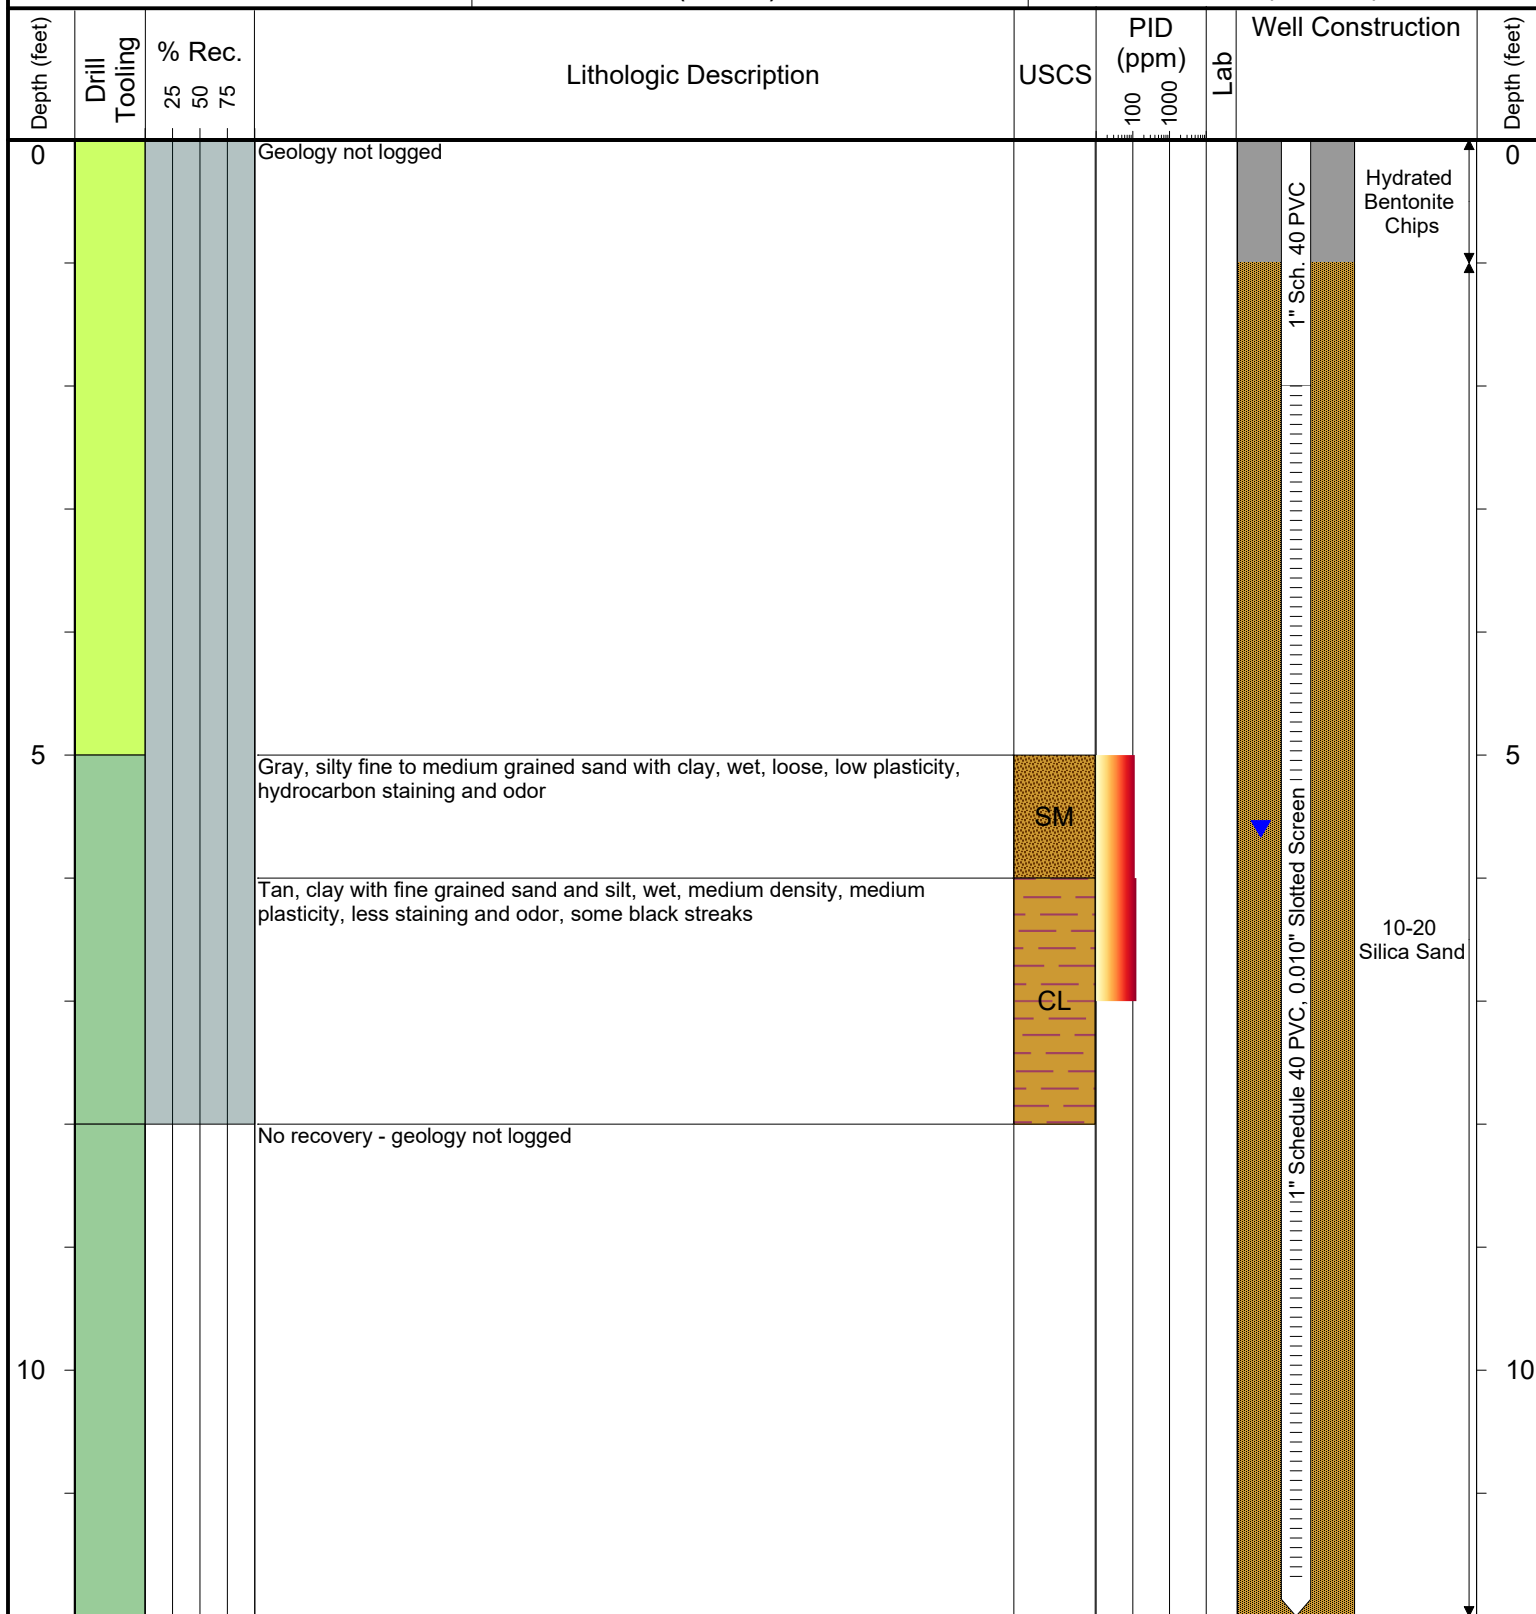 Depth (feet)
Drill
Tooling
% Rec.
25
50
75
Lithologic Description
USCS
PID
(ppm)
100
1000
Lab
Well Construction
Depth (feet)
0
Geology not logged
1" Sch. 40 PVC
Hydrated
Bentonite
Chips
0
5
Gray, silty fine to medium grained sand with clay, wet, loose, low plasticity,
hydrocarbon staining and odor
SM
5
Tan, clay with fine grained sand and silt, wet, medium density, medium
plasticity, less staining and odor, some black streaks
CL
1" Schedule 40 PVC, 0.010" Slotted Screen
10-20
Silica Sand
No recovery - geology not logged
10
10